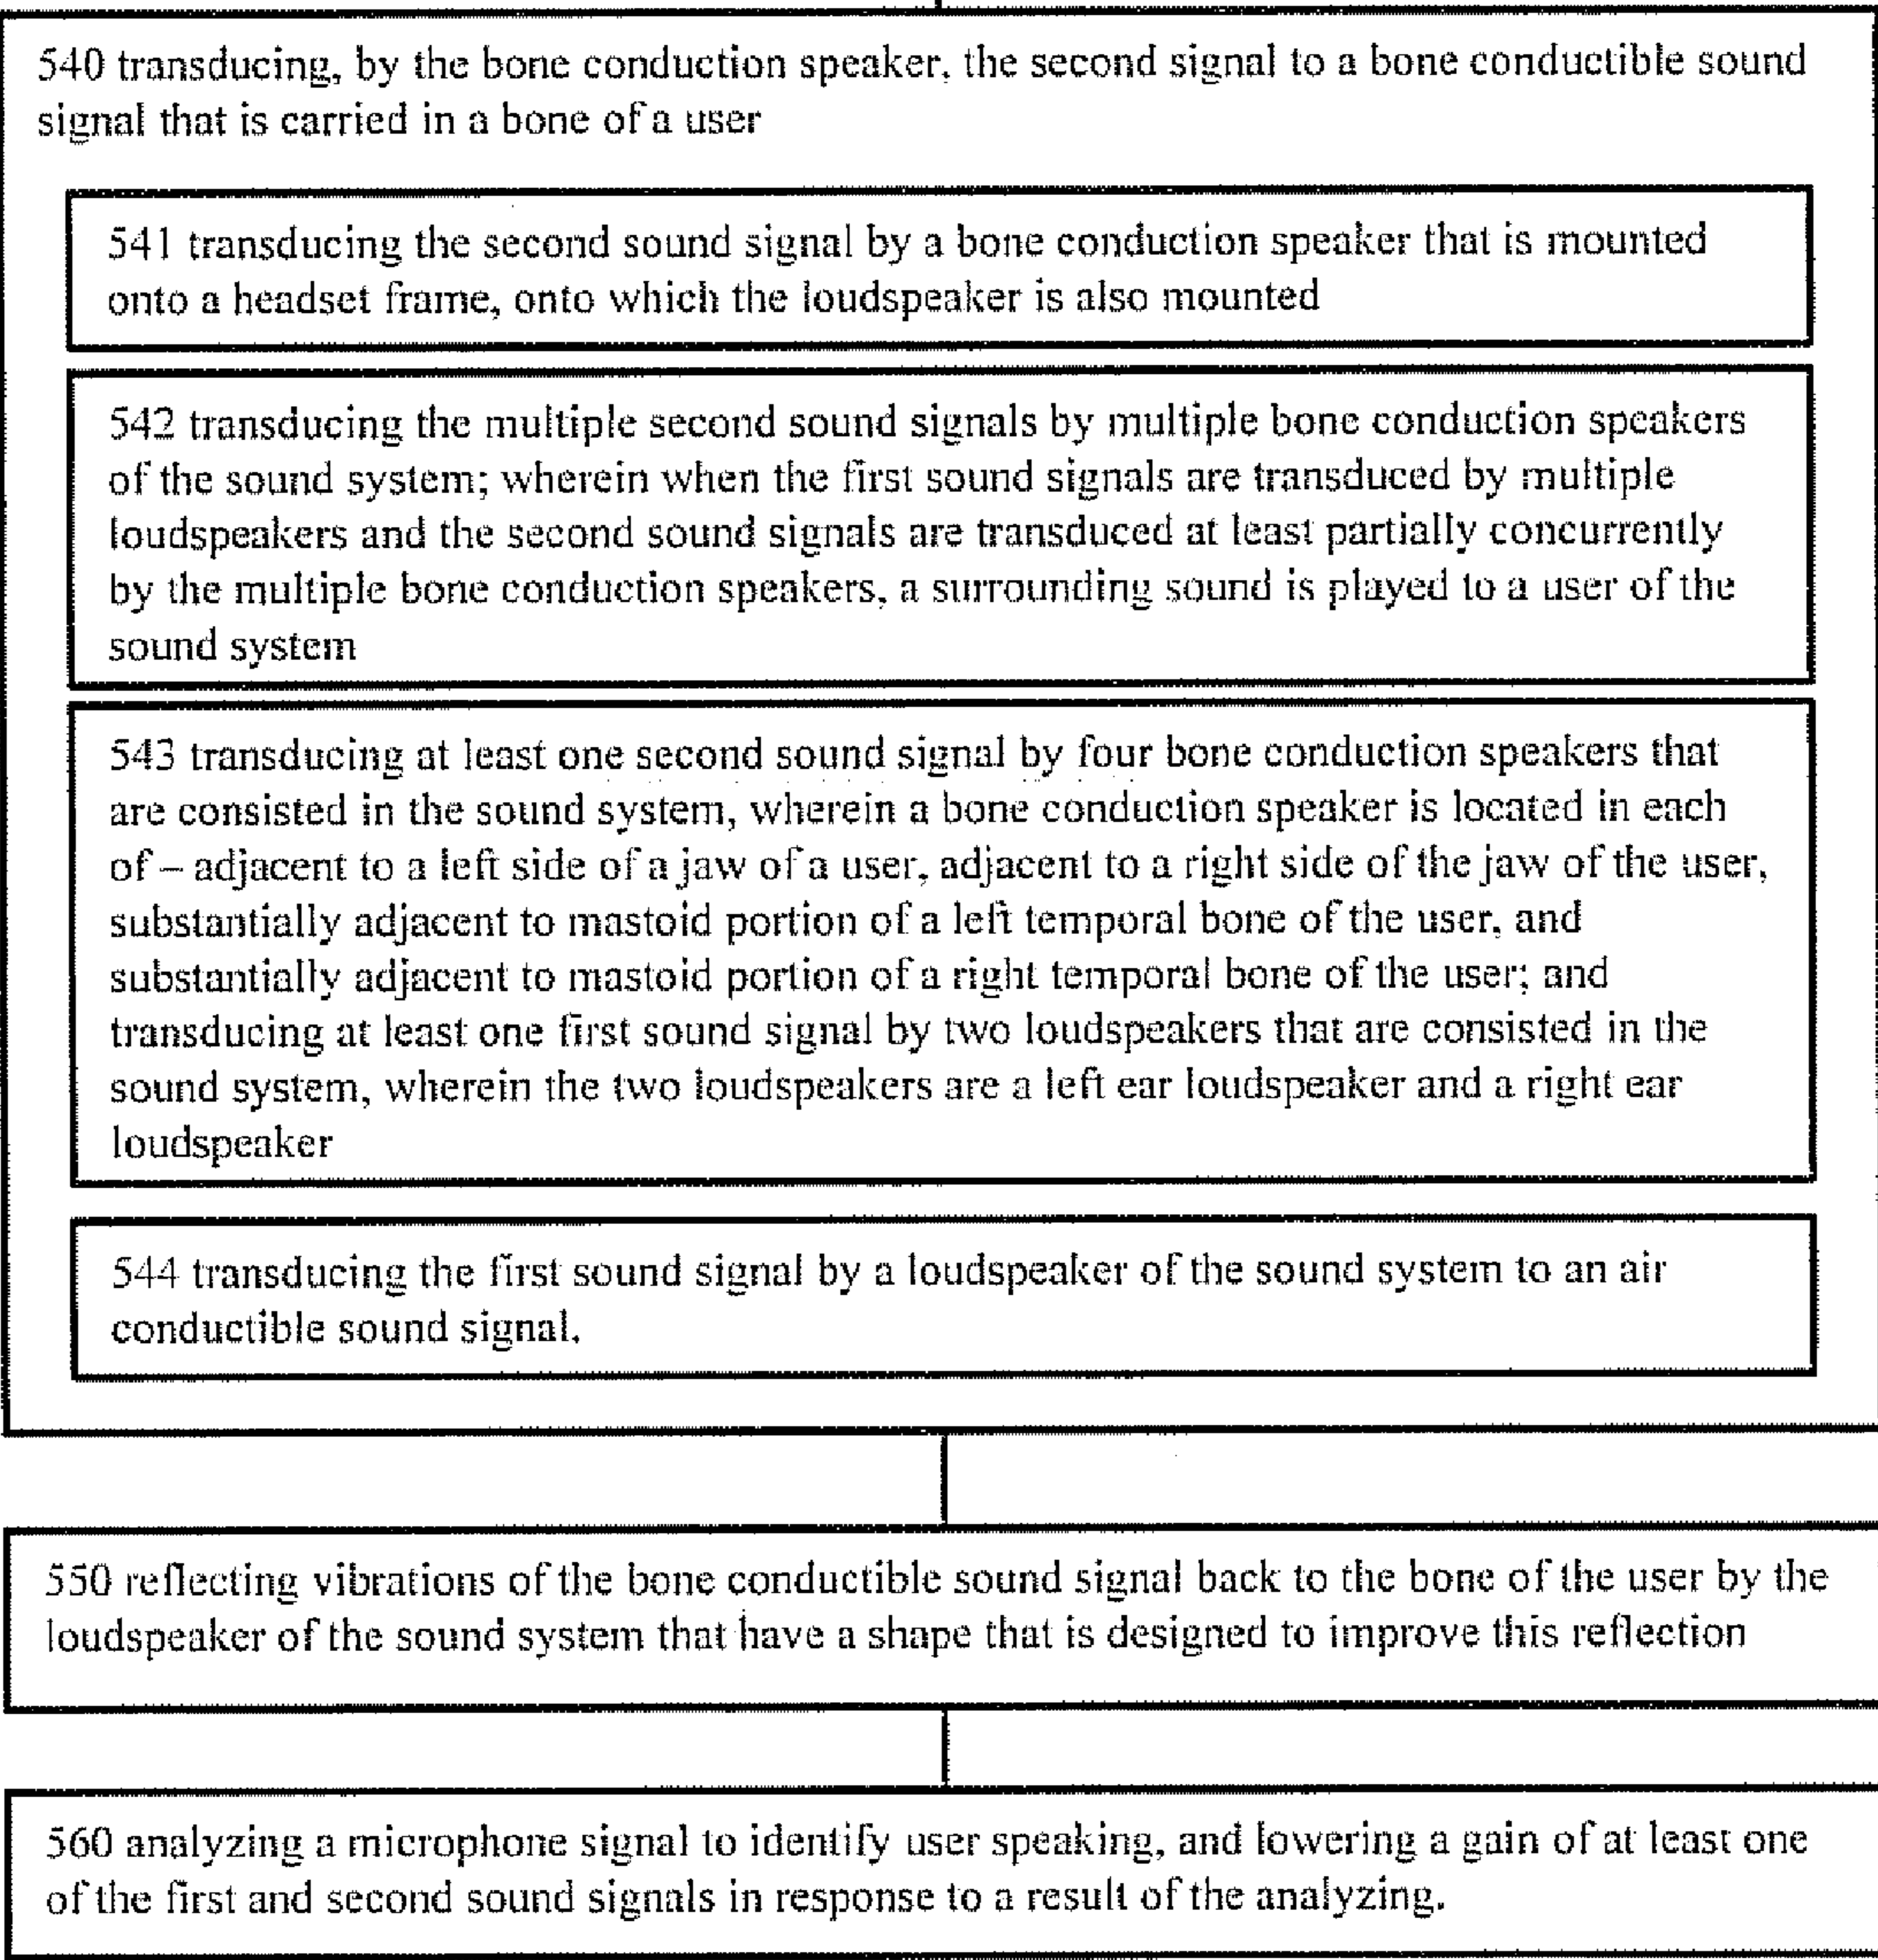 540 transducing, by the bone conduction speaker, the second signal to a bone conductible sound
signal that is carried in a bone of a user
541 transducing the second sound signal by a bone conduction speaker that is mounted
onto a headset frame, onto which the loudspeaker is also mounted
542 transducing the multiple second sound signals by multiple bone conduction speakers
of the sound system; wherein when the first sound signals are transduced by multiple
loudspeakers and the second sound signals are transduced at least partially concurrently
by the multiple bone conduction speakers, a surrounding sound is played to a user of the
sound system
543 transducing at least one second sound signal by four bone conduction speakers that
are consisted in the sound system, wherein a bone conduction speaker is located in each
of – adjacent to a left side of a jaw of a user, adjacent to a right side of the jaw of the user,
substantially adjacent to mastoid portion of a left temporal bone of the user, and
substantially adjacent to mastoid portion of a right temporal bone of the user; and
transducing at least one first sound signal by two loudspeakers that are consisted in the
sound system, wherein the two loudspeakers are a left ear loudspeaker and a right ear
loudspeaker
544 transducing the first sound signal by a loudspeaker of the sound system to an air
conductible sound signal.
550 reflecting vibrations of the bone conductible sound signal back to the bone of the user by the
loudspeaker of the sound system that have a shape that is designed to improve this reflection
560 analyzing a microphone signal to identify user speaking, and lowering a gain of at least one
of the first and second sound signals in response to a result of the analyzing.